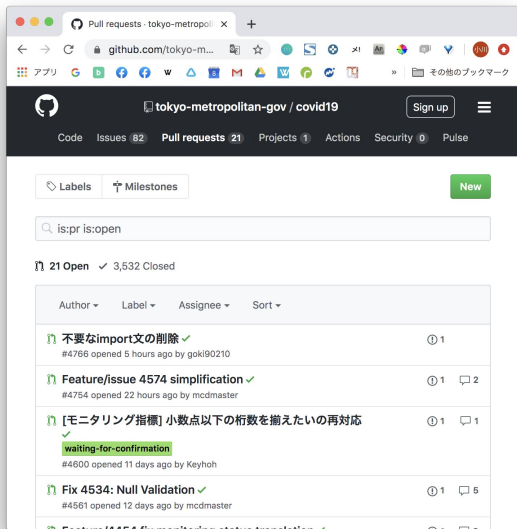 Pull requests · tokyo-metropoli
github.com/tokyo-m...
アプリ
その他のブックマーク
tokyo-metropolitan-gov / covid19
Sign up
Code Issues 82 Pull requests 21 Projects 1 Actions Security 0 Pulse
Labels Milestones New
is:pr is:open
21 Open ✓ 3,532 Closed
Author Label Assignee Sort
不要なimport文の削除 ✓ 1
#4766 opened 5 hours ago by goki90210
Feature/issue 4574 simplification ✓ 1 2
#4754 opened 22 hours ago by mcdmaster
[モニタリング指標] 小数点以下の桁数を揃えたいの再対応 1 1
✓
waiting-for-confirmation
#4600 opened 11 days ago by Keyhoh
Fix 4534: Null Validation ✓ 1 5
#4561 opened 12 days ago by mcdmaster